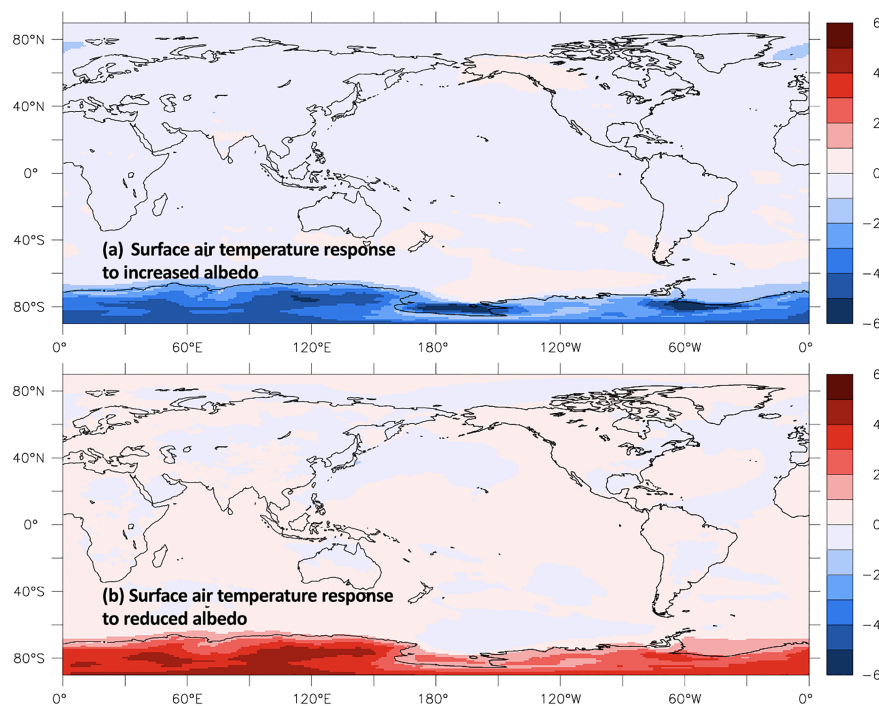 80°N
40°N
0°
40°S
80°S
(a) Surface air temperature response
to increased albedo
0°
60°E
120°E
180°
120°W
60°W
0°
6
4
2
0
−2
−4
−6
80°N
40°N
0°
40°S
80°S
(b) Surface air temperature response
to reduced albedo
0°
60°E
120°E
180°
120°W
60°W
0°
6
4
2
0
−2
−4
−6